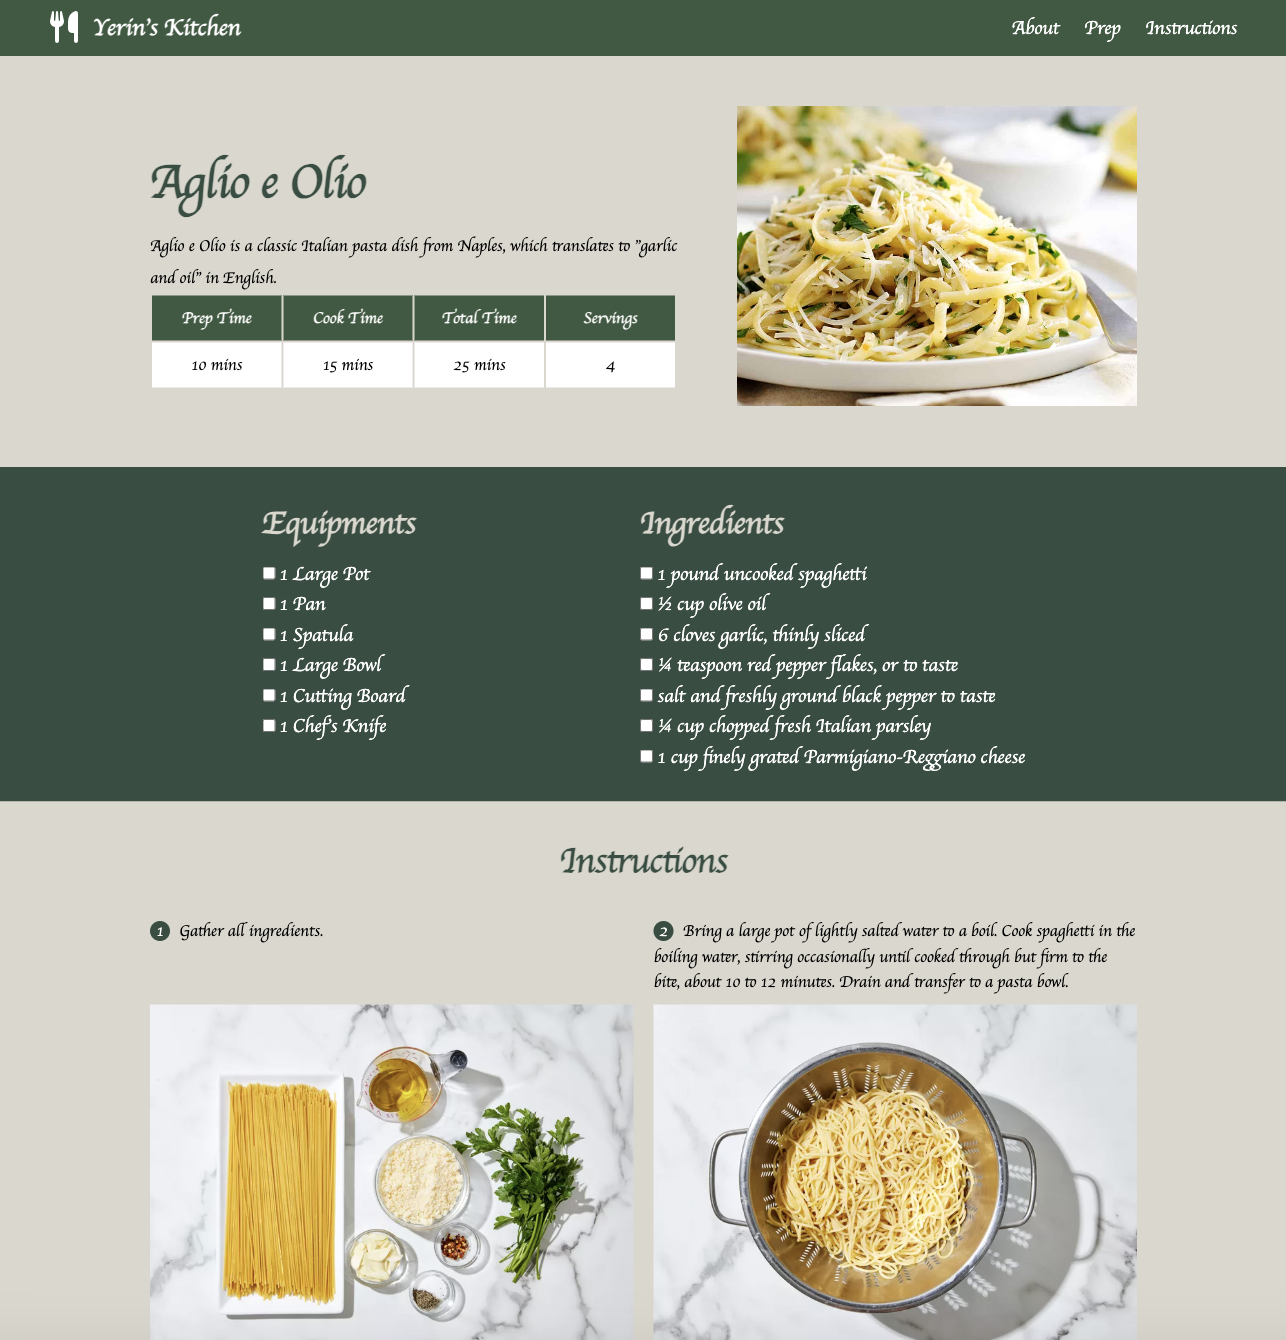 Yerin's Kitchen
About Prep Instructions
Aglio e Olio
Aglio e Olio is a classic Italian pasta dish from Naples, which translates to "garlic
and oil" in English.
Prep Time Cook Time Total Time Servings
10 mins 15 mins 25 mins 4
Equipments
1 Large Pot
1 Pan
1 Spatula
1 Large Bowl
1 Cutting Board
1 Chef's Knife
Ingredients
1 pound uncooked spaghetti
½ cup olive oil
6 cloves garlic, thinly sliced
¼ teaspoon red pepper flakes, or to taste
salt and freshly ground black pepper to taste
¼ cup chopped fresh Italian parsley
1 cup finely grated Parmigiano-Reggiano cheese
Instructions
1 Gather all ingredients.
2 Bring a large pot of lightly salted water to a boil. Cook spaghetti in the
boiling water, stirring occasionally until cooked through but firm to the
bite, about 10 to 12 minutes. Drain and transfer to a pasta bowl.